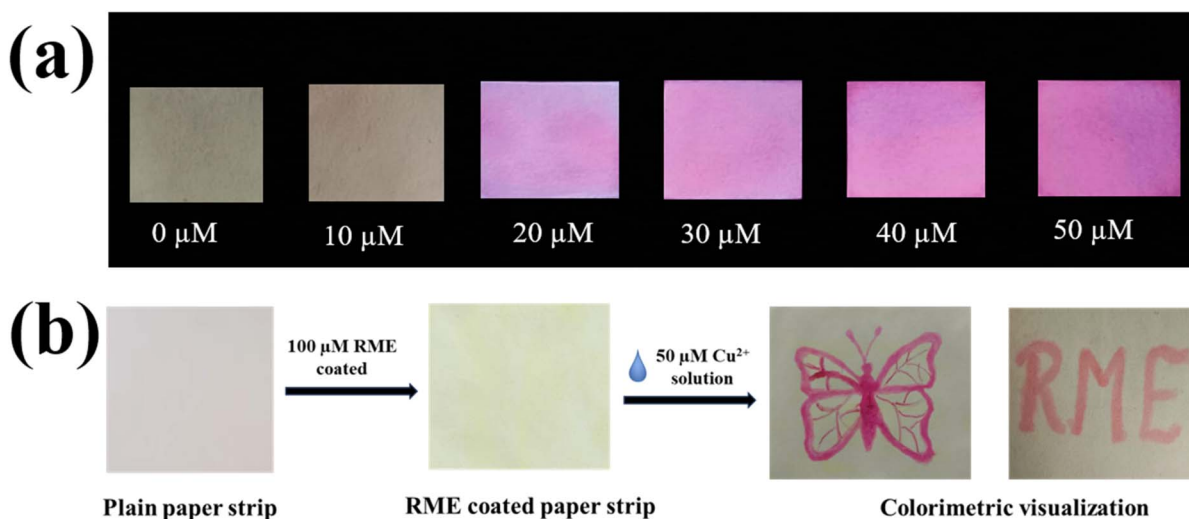 (a)
0 µM
10 µM
20 µM
30 µM
40 µM
50 µM
(b)
100 µM RME
coated
50 µM Cu²⁺
solution
RME
Plain paper strip
RME coated paper strip
Colorimetric visualization